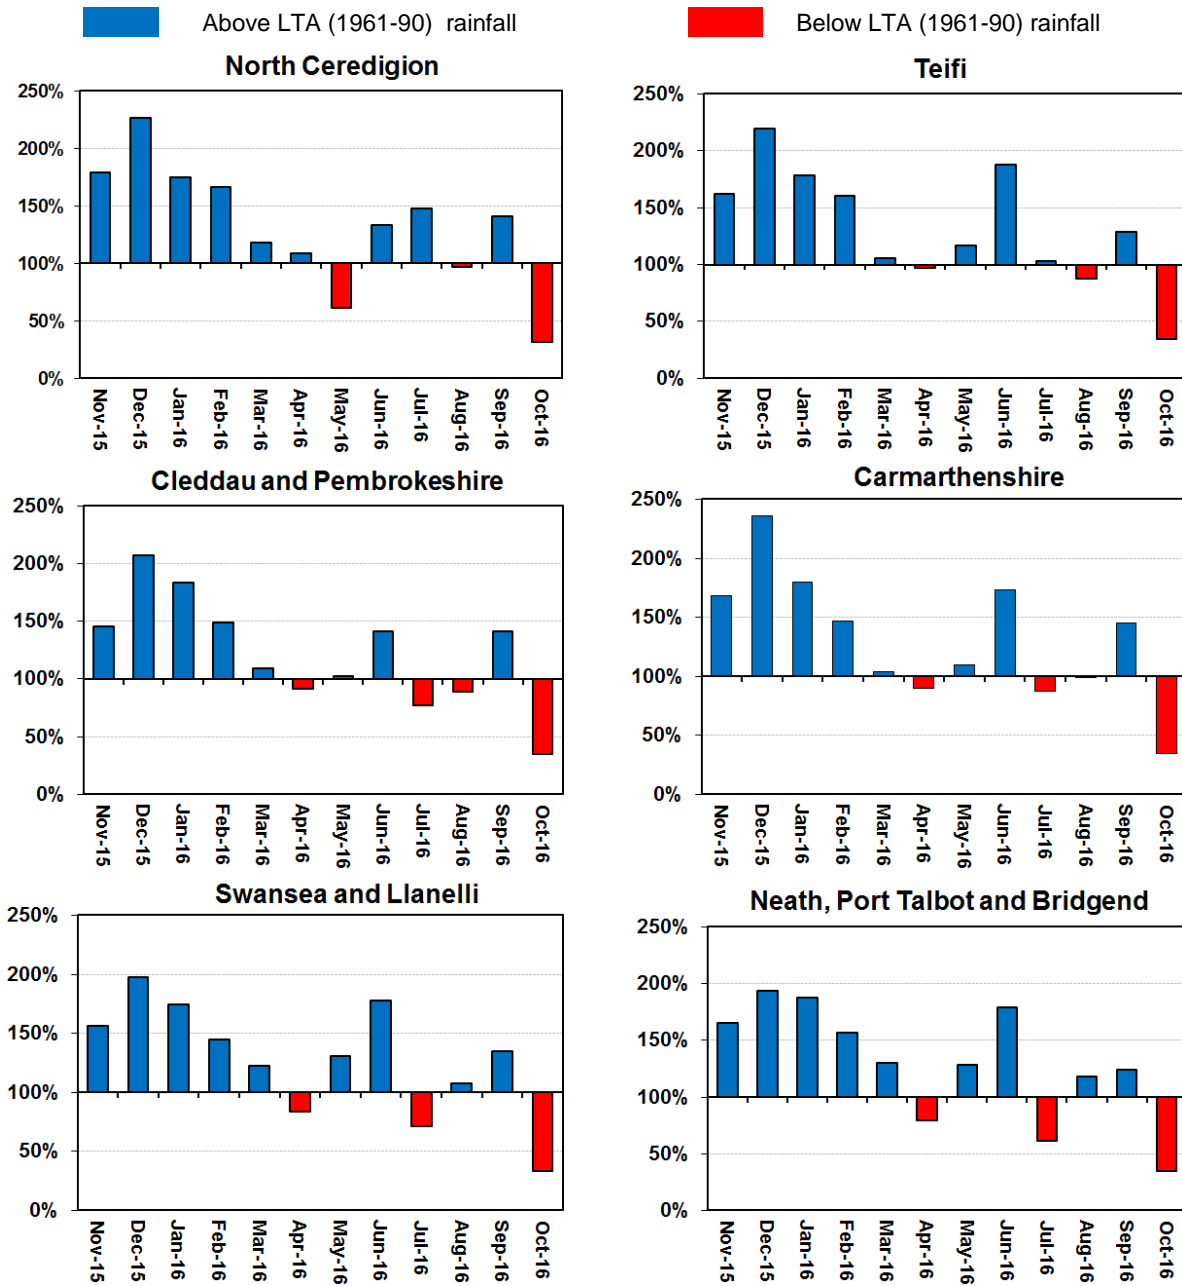 Above LTA (1961-90) rainfall
Below LTA (1961-90) rainfall
North Ceredigion
250%
200%
150%
100%
50%
0%
Nov-15
Dec-15
Jan-16
Feb-16
Mar-16
Apr-16
May-16
Jun-16
Jul-16
Aug-16
Sep-16
Oct-16
Teifi
250%
200%
150%
100%
50%
0%
Nov-15
Dec-15
Jan-16
Feb-16
Mar-16
Apr-16
May-16
Jun-16
Jul-16
Aug-16
Sep-16
Oct-16
Cleddau and Pembrokeshire
250%
200%
150%
100%
50%
0%
Nov-15
Dec-15
Jan-16
Feb-16
Mar-16
Apr-16
May-16
Jun-16
Jul-16
Aug-16
Sep-16
Oct-16
Carmarthenshire
250%
200%
150%
100%
50%
0%
Nov-15
Dec-15
Jan-16
Feb-16
Mar-16
Apr-16
May-16
Jun-16
Jul-16
Aug-16
Sep-16
Oct-16
Swansea and Llanelli
250%
200%
150%
100%
50%
0%
Nov-15
Dec-15
Jan-16
Feb-16
Mar-16
Apr-16
May-16
Jun-16
Jul-16
Aug-16
Sep-16
Oct-16
Neath, Port Talbot and Bridgend
250%
200%
150%
100%
50%
0%
Nov-15
Dec-15
Jan-16
Feb-16
Mar-16
Apr-16
May-16
Jun-16
Jul-16
Aug-16
Sep-16
Oct-16